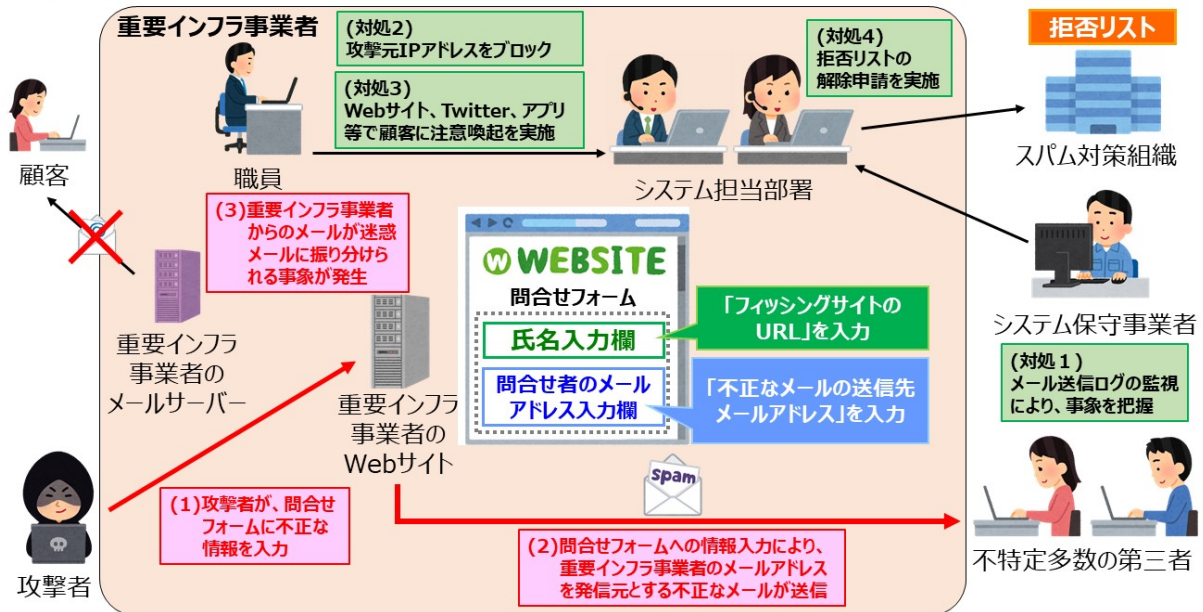 重要インフラ事業者
(対処2)
攻撃元IPアドレスをブロック
(対処3)
Webサイト、Twitter、アプリ
等で顧客に注意喚起を実施
(対処4)
拒否リストの
解除申請を実施
拒否リスト
スパム対策組織
顧客
職員
システム担当部署
(3)重要インフラ事業者
からのメールが迷惑
メールに振り分けら
れる事象が発生
重要インフラ
事業者の
メールサーバー
重要インフラ
事業者の
Webサイト
W WEBSITE
問合せフォーム
氏名入力欄
問合せ者のメール
アドレス入力欄
「フィッシングサイトの
URL」を入力
「不正なメールの送信先
メールアドレス」を入力
システム保守事業者
(対処1)
メール送信ログの監視
により、事象を把握
spam
攻撃者
(1)攻撃者が、問合せ
フォームに不正な
情報を入力
(2)問合せフォームへの情報入力により、
重要インフラ事業者のメールアドレス
を発信元とする不正なメールが送信
不特定多数の第三者